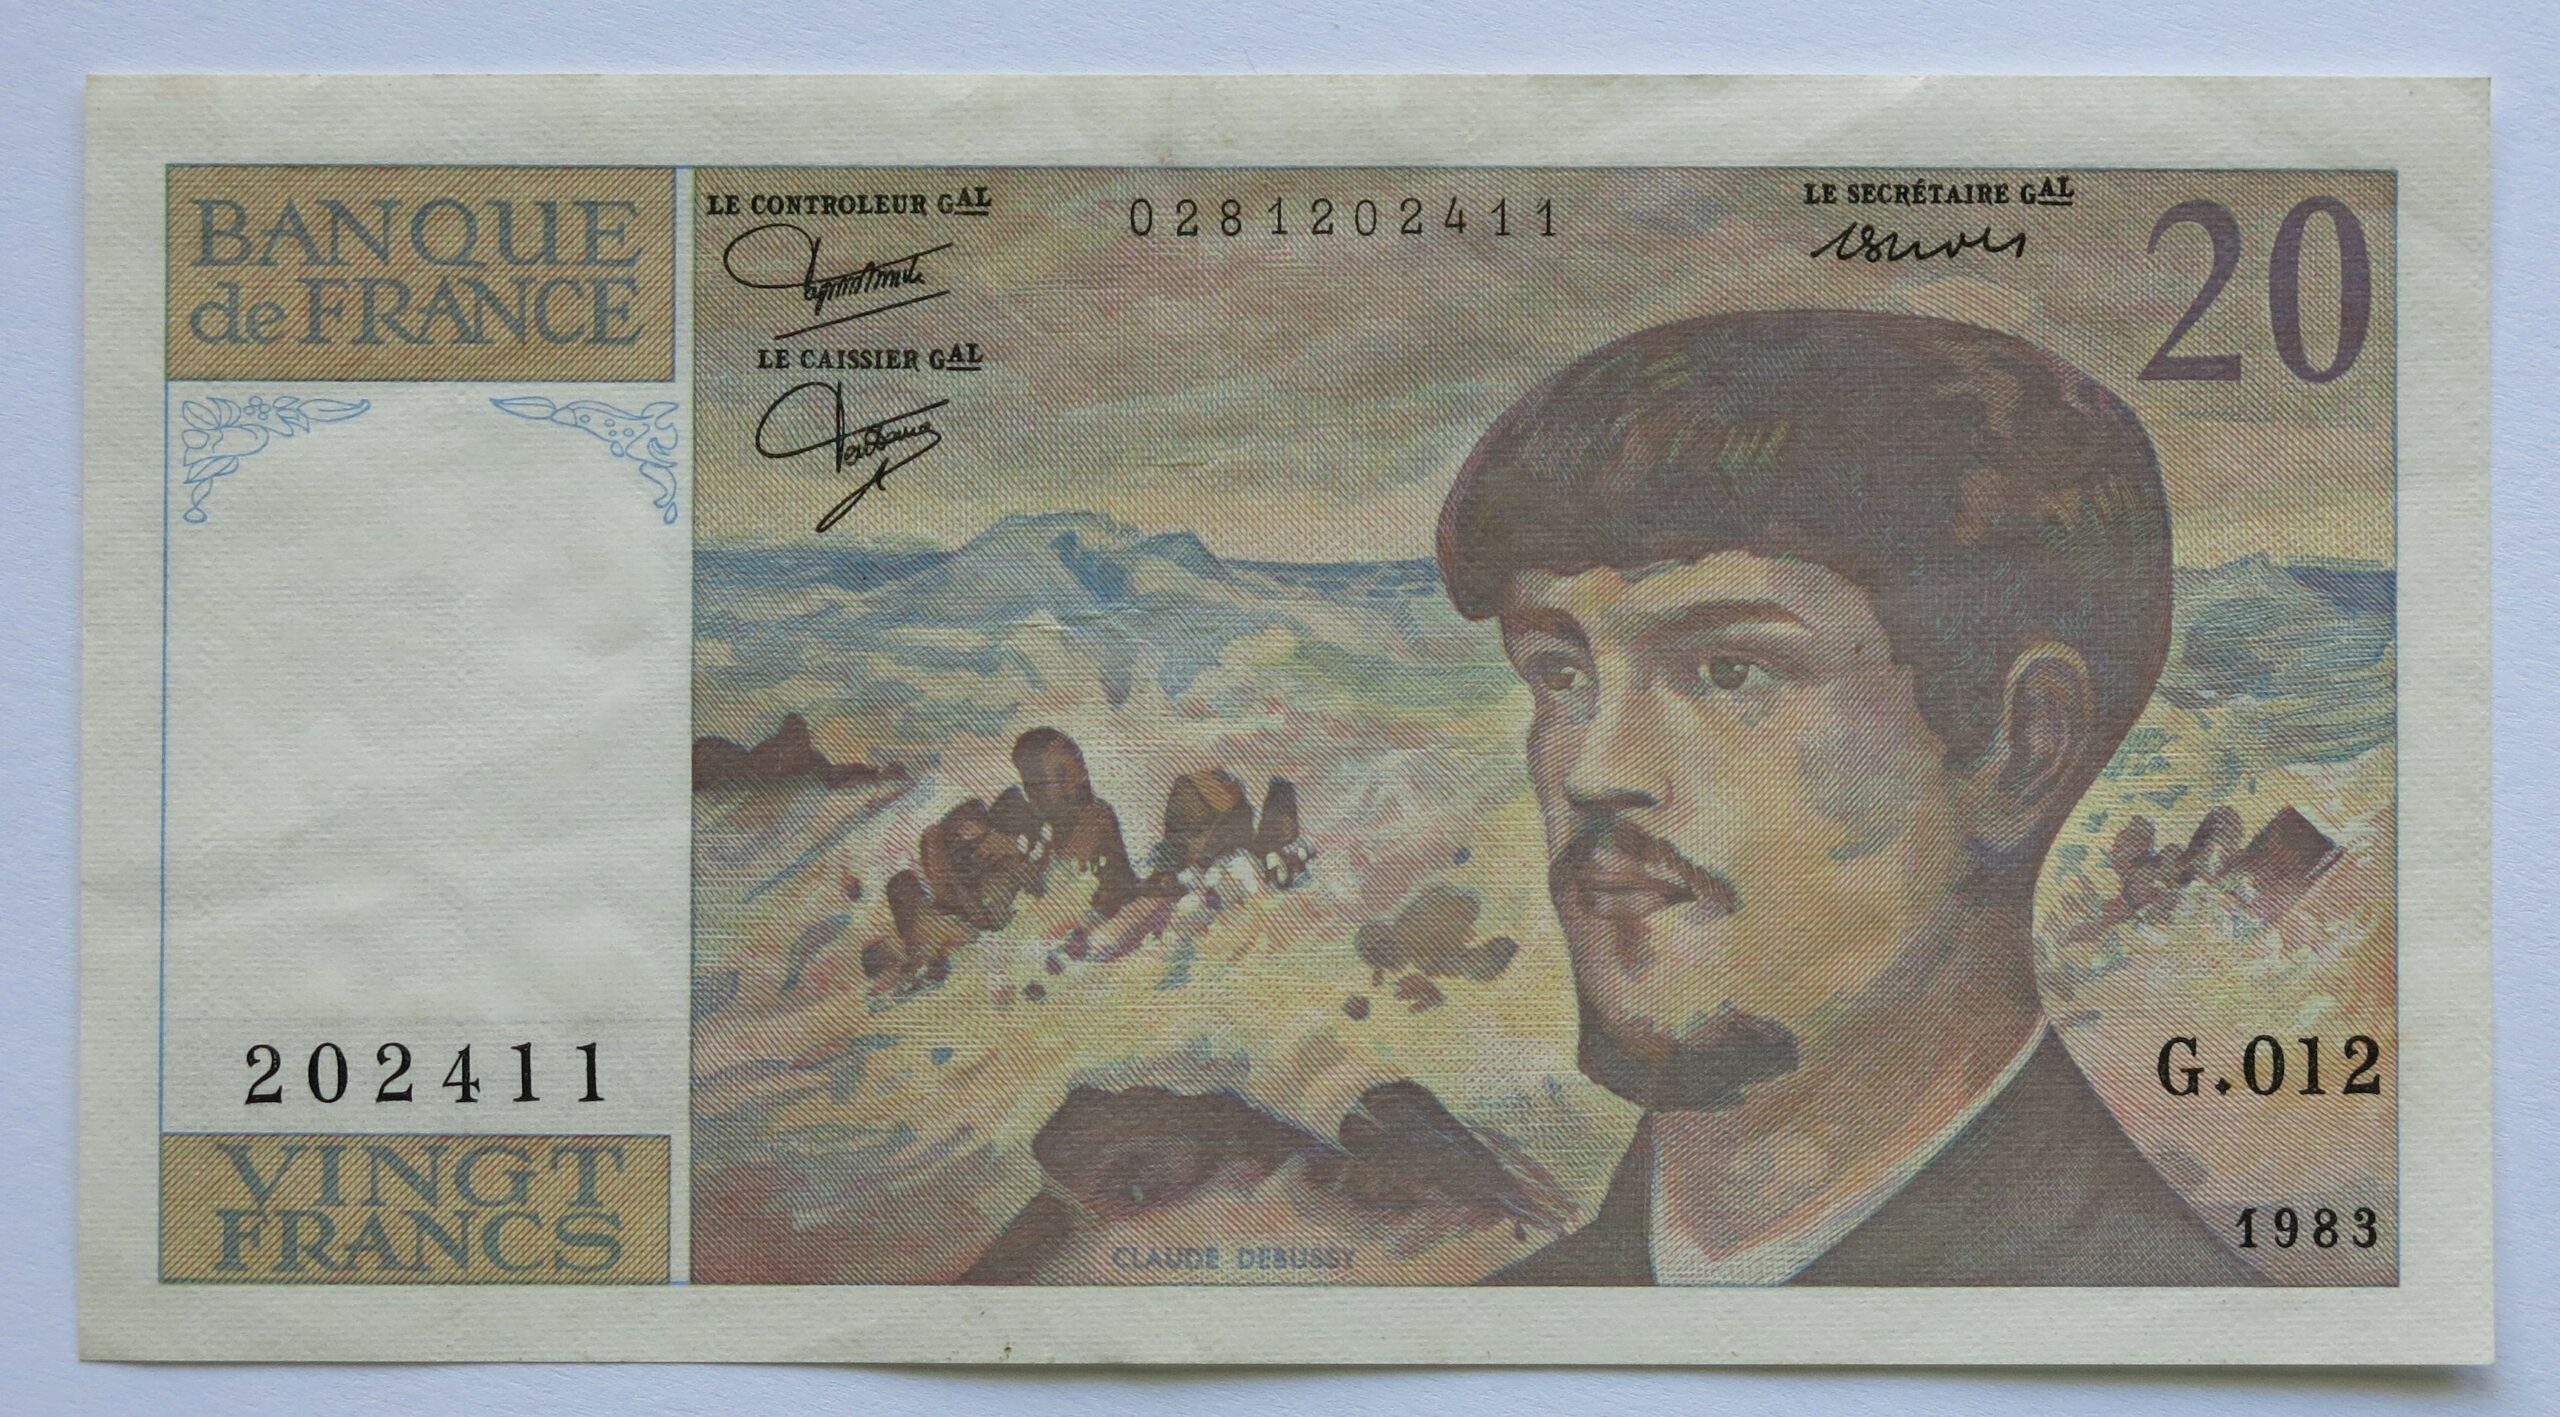 BANQUE
de FRANCE
LE CONTROLEUR GAL
0281202411
LE SECRÉTAIRE GAL
20
LE CAISSIER GAL
202411
G.012
VINGT
FRANCS
1983
CLAUDE DEBUSSY